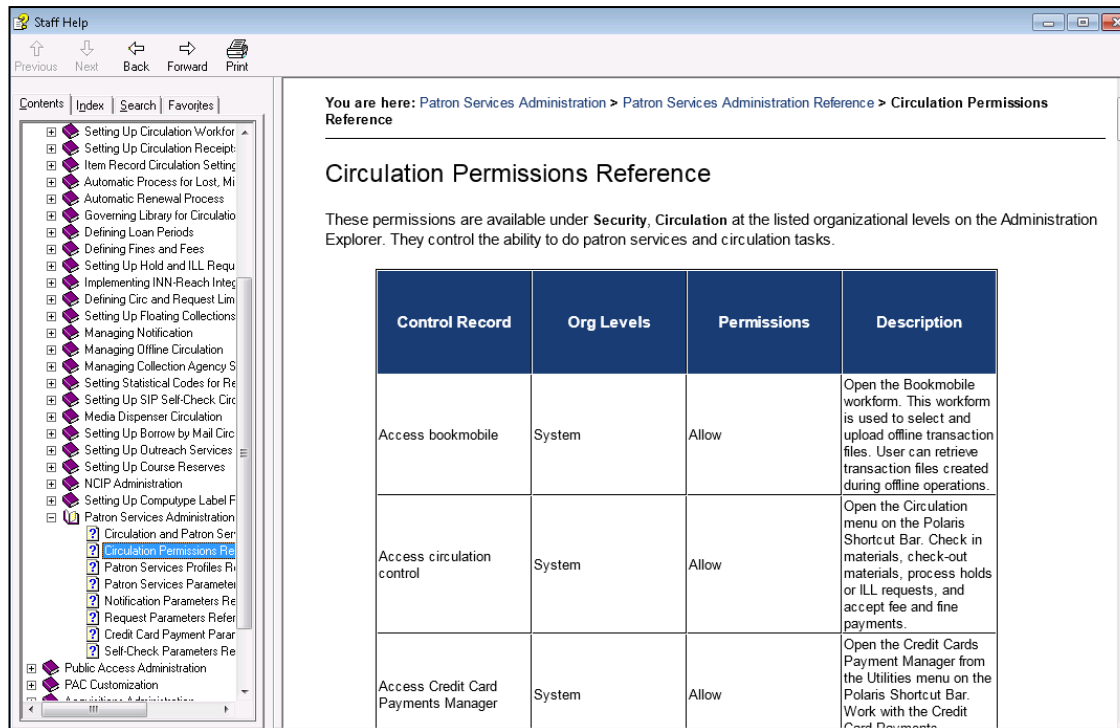 Staff Help
Previous Next Back Forward Print
Contents Index Search Favorites
Setting Up Circulation Workfor
Setting Up Circulation Receipt
Item Record Circulation Setting
Automatic Process for Lost, Mi
Automatic Renewal Process
Governing Library for Circulatio
Defining Loan Periods
Defining Fines and Fees
Setting Up Hold and ILL Requ
Implementing INN-Reach Integ
Defining Circ and Request Lim
Setting Up Floating Collections
Managing Notification
Managing Offline Circulation
Managing Collection Agency S
Setting Statistical Codes for Re
Setting Up SIP Self-Check Circ
Media Dispenser Circulation
Setting Up Borrow by Mail Circ
Setting Up Outreach Services
Setting Up Course Reserves
NCIP Administration
Setting Up Computype Label F
Patron Services Administration
Circulation and Patron Ser
Circulation Permissions Re
Patron Services Profiles Re
Patron Services Parameter
Notification Parameters Re
Request Parameters Refer
Credit Card Payment Parar
Self-Check Parameters Re
Public Access Administration
PAC Customization
You are here: Patron Services Administration > Patron Services Administration Reference > Circulation Permissions
Reference
Circulation Permissions Reference
These permissions are available under Security, Circulation at the listed organizational levels on the Administration
Explorer. They control the ability to do patron services and circulation tasks.
Control Record Org Levels Permissions Description
Access bookmobile
System
Allow
Open the Bookmobile
workform. This workform
is used to select and
upload offline transaction
files. User can retrieve
transaction files created
during offline operations.
Access circulation
control
System
Allow
Open the Circulation
menu on the Polaris
Shortcut Bar. Check in
materials, check-out
materials, process holds
or ILL requests, and
accept fee and fine
payments.
Access Credit Card
Payments Manager
System
Allow
Open the Credit Cards
Payment Manager from
the Utilities menu on the
Polaris Shortcut Bar.
Work with the Credit
Card Payments